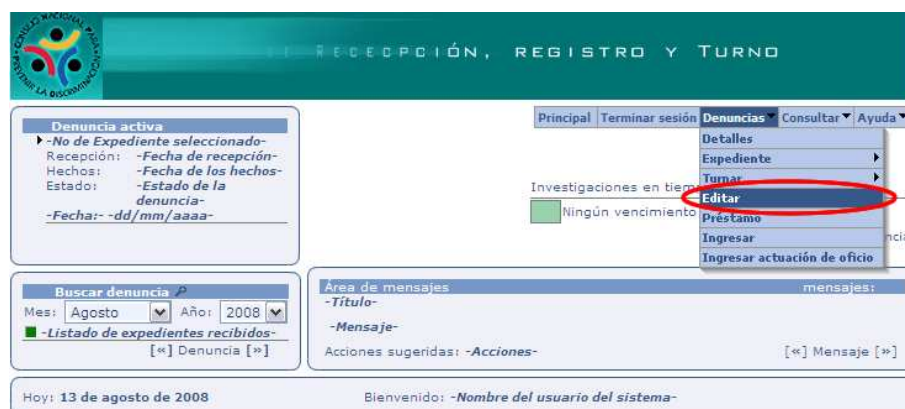 CONSEJO NACIONAL PARA PREVENIR LA DISCRIMINACIÓN
DE RECECPCIÓN, REGISTRO Y TURNO
Principal Terminar sesión Denuncias Consultar Ayuda
Denuncia activa
-No de Expediente seleccionado-
Recepción: -Fecha de recepción-
Hechos: -Fecha de los hechos-
Estado: -Estado de la
denuncia-
-Fecha:- -dd/mm/aaaa-
Detalles
Expediente
Turnar
Editar
Préstamo
Ingresar
Ingresar actuación de oficio
Investigaciones en tiem
Ningún vencimiento
Buscar denuncia
Mes: Agosto Año: 2008
-Listado de expedientes recibidos-
[«] Denuncia [»]
Área de mensajes mensajes:
-Título-
-Mensaje-
Acciones sugeridas: -Acciones- [«] Mensaje [»]
Hoy: 13 de agosto de 2008 Bienvenido: -Nombre del usuario del sistema-